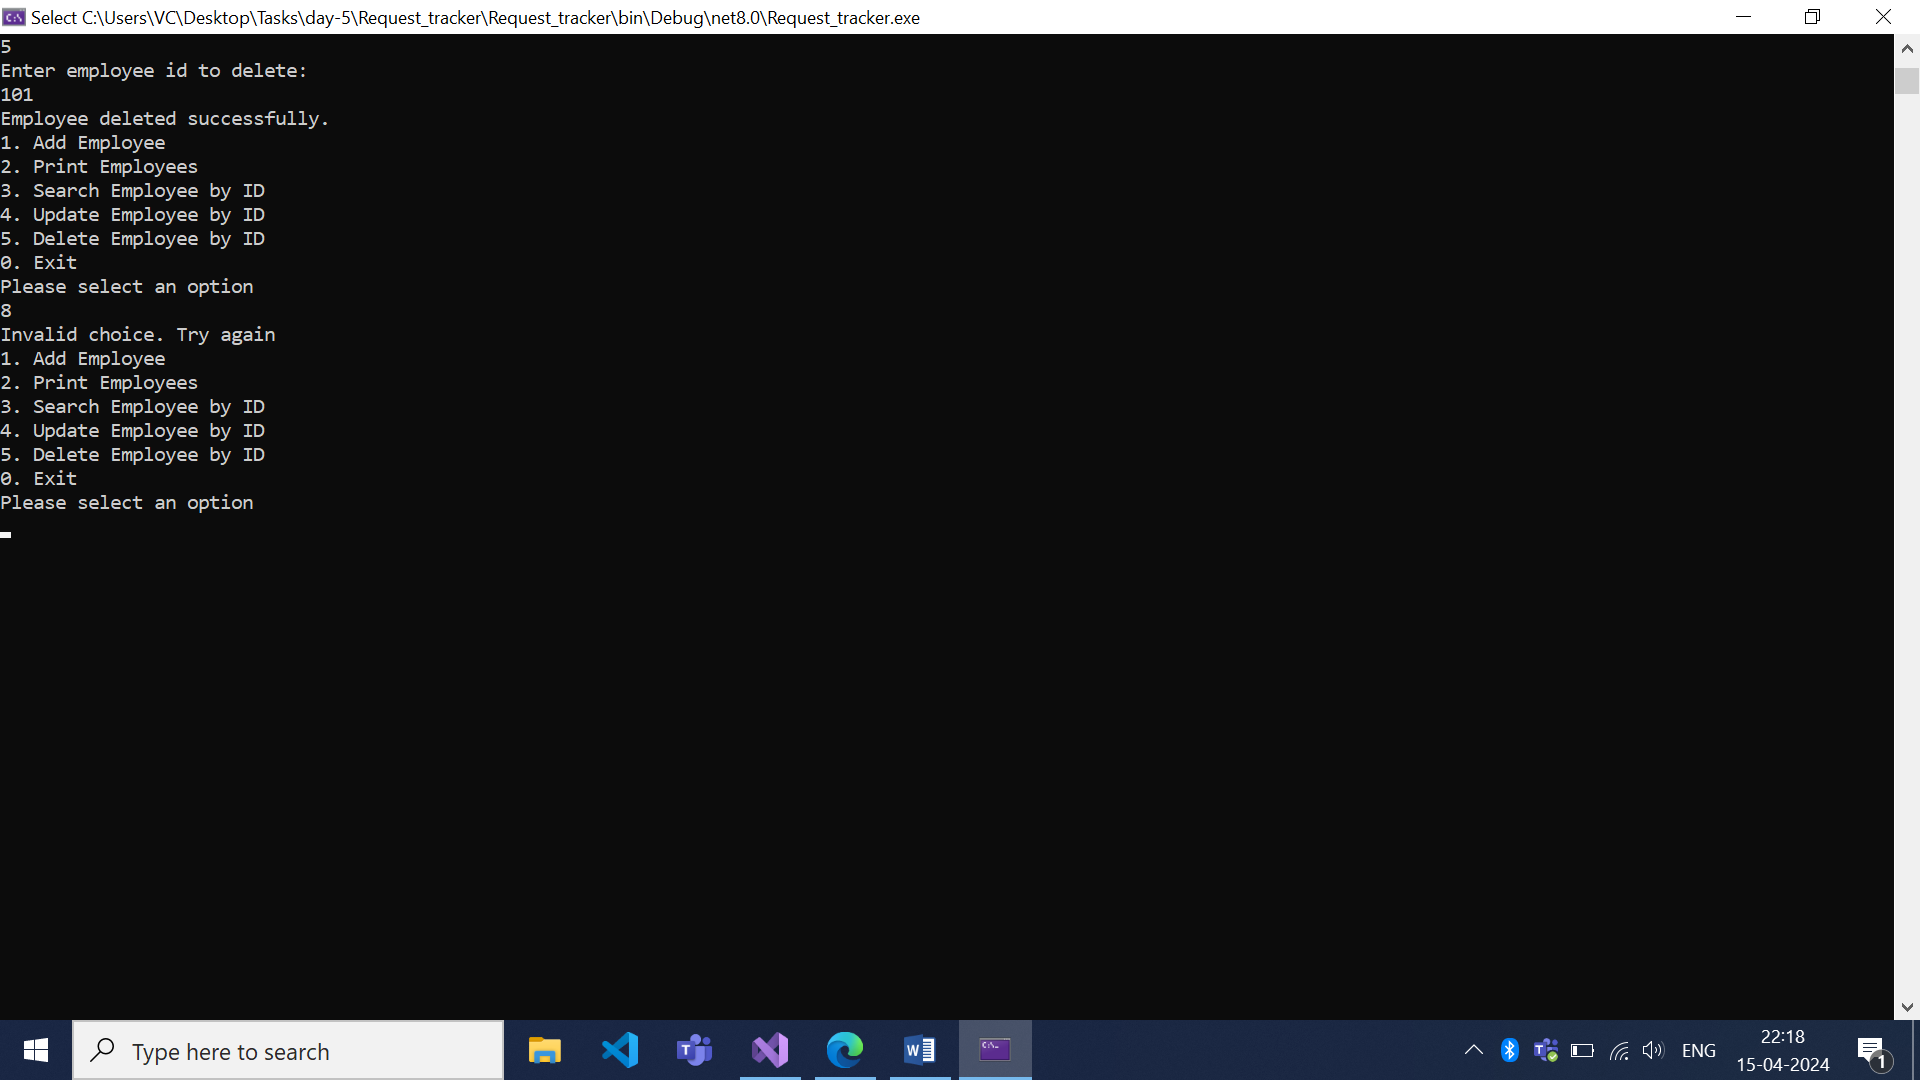 Select C:\Users\VC\Desktop\Tasks\day-5\Request_tracker\Request_tracker\bin\Debug\net8.0\Request_tracker.exe
5
Enter employee id to delete:
101
Employee deleted successfully.
1. Add Employee
2. Print Employees
3. Search Employee by ID
4. Update Employee by ID
5. Delete Employee by ID
0. Exit
Please select an option
8
Invalid choice. Try again
1. Add Employee
2. Print Employees
3. Search Employee by ID
4. Update Employee by ID
5. Delete Employee by ID
0. Exit
Please select an option
Type here to search
ENG
22:18
15-04-2024
1